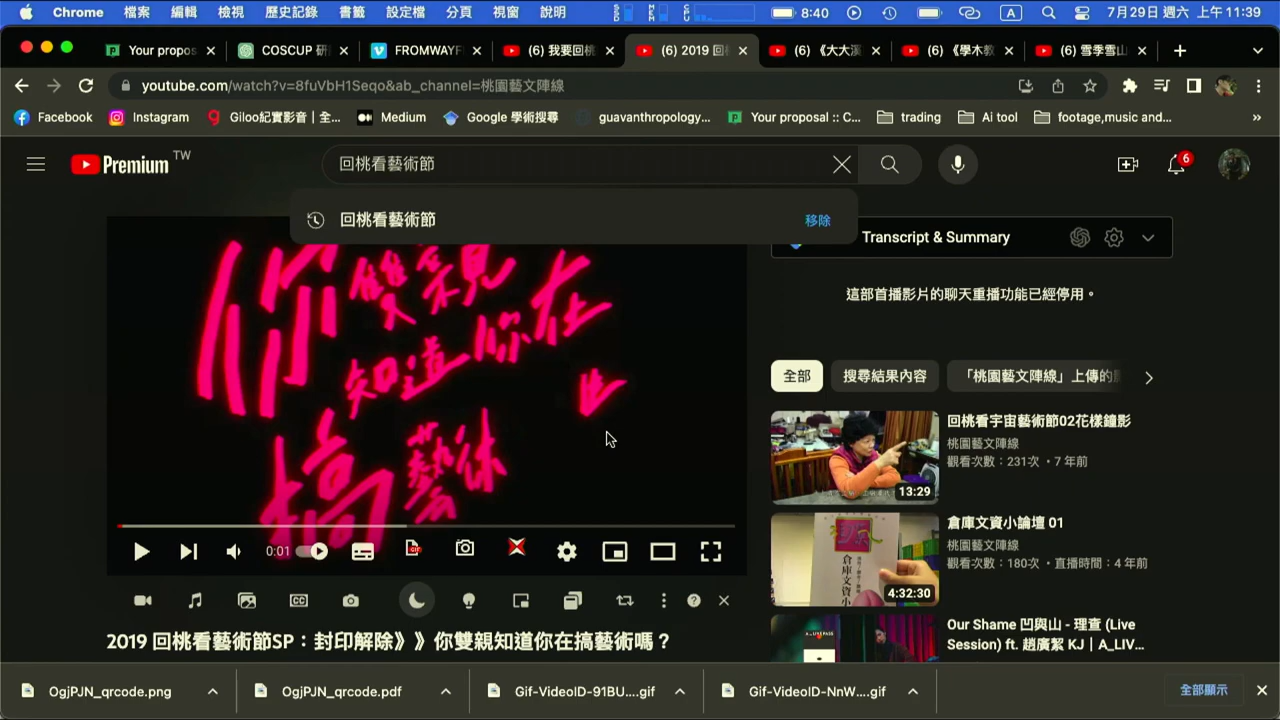 Chrome 檔案 編輯 檢視 歷史記錄 書籤 設定檔 分頁 視窗 說明 8:40 A 7月29日 週六 上午 11:39
Your propos COSCUP 研 FROMWAYF (6) 我要回桃 (6) 2019 回 (6) 《大大溪 (6) 《學木教 (6) 雪季雪山
youtube.com/watch?v=8fuVbH1Seqo&ab_channel=桃園藝文陣線
Facebook Instagram Giloo紀實影音｜全... Medium Google 學術搜尋 guavanthropology... Your proposal :: C... trading Ai tool footage,music and... »
Premium TW 回桃看藝術節 6
回桃看藝術節 移除
Transcript & Summary
你雙親
知道你在
搞藝術
這部首播影片的聊天重播功能已經停用。
全部 搜尋結果內容 「桃園藝文陣線」上傳的
回桃看宇宙藝術節02花樣鐘影
桃園藝文陣線
觀看次數：231次 ・7 年前
13:29
倉庫文資小論壇 01
桃園藝文陣線
觀看次數：180次 ・直播時間：4 年前
倉庫文資小
4:32:30
0:01 GIF
CC
Our Shame 凹與山 - 理查 (Live
Session) ft. 趙廣絜 KJ｜A_LIV...
2019 回桃看藝術節SP：封印解除》》你雙親知道你在搞藝術嗎？
OgjPJN_qrcode.png OgjPJN_qrcode.pdf Gif-VideoID-91BU....gif Gif-VideoID-NnW....gif 全部顯示